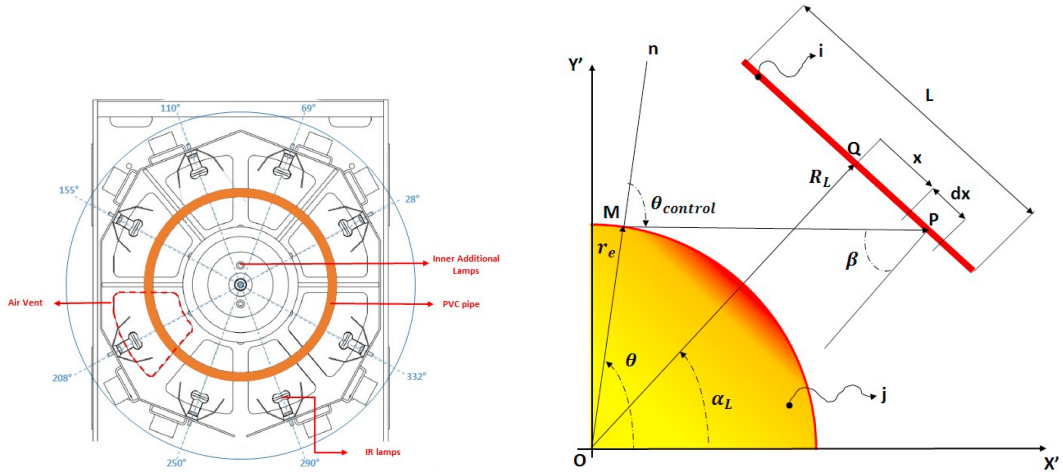 110°
69°
155°
28°
Inner Additional
Lamps
Air Vent
PVC pipe
208°
332°
IR lamps
250°
290°
n
Y'
i
L
Q
x
R_L
dx
θ_control
M
P
r_e
β
θ
α_L
j
O
X'